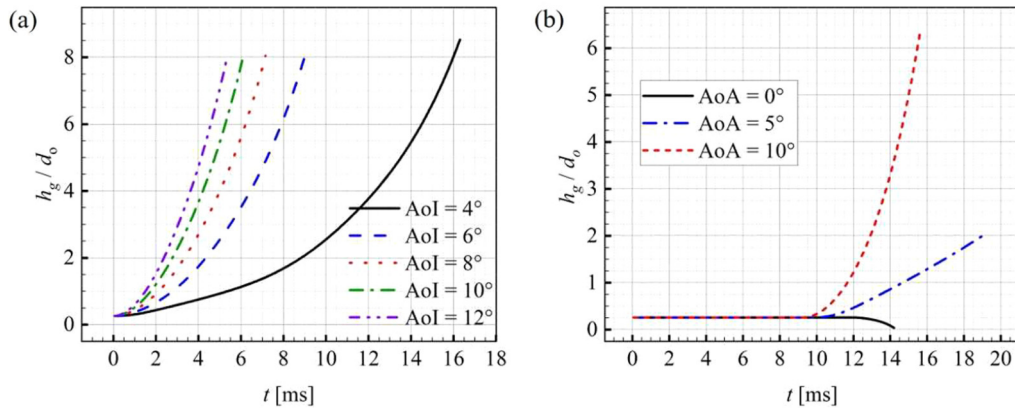 (a)
8
6
4
2
0
h_g / d_o
AoI = 4°
AoI = 6°
AoI = 8°
AoI = 10°
AoI = 12°
0 2 4 6 8 10 12 14 16 18
t [ms]
(b)
6
5
4
3
2
1
0
h_g / d_o
AoA = 0°
AoA = 5°
AoA = 10°
0 2 4 6 8 10 12 14 16 18 20
t [ms]